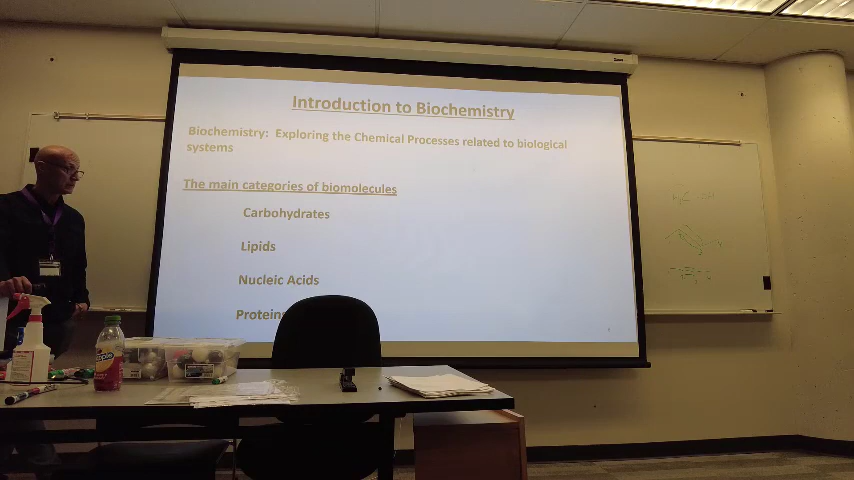 Introduction to Biochemistry
Biochemistry: Exploring the Chemical Processes related to biological
systems
The main categories of biomolecules
Carbohydrates
Lipids
Nucleic Acids